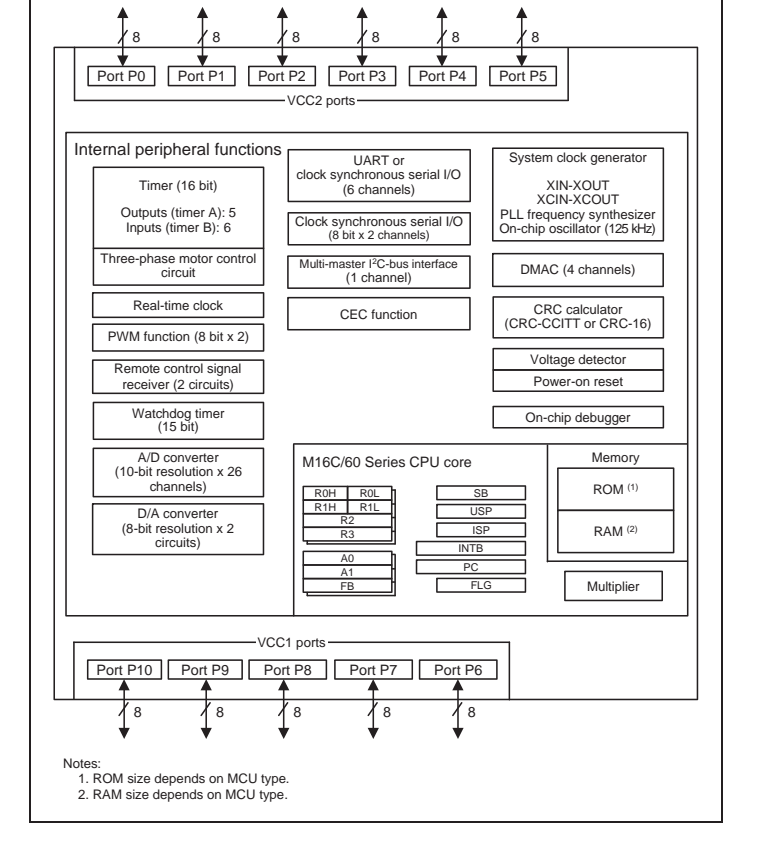 8 8 8 8 8 8
Port P0 Port P1 Port P2 Port P3 Port P4 Port P5
VCC2 ports
Internal peripheral functions
Timer (16 bit)
Outputs (timer A): 5
Inputs (timer B): 6
Three-phase motor control
circuit
Real-time clock
PWM function (8 bit x 2)
Remote control signal
receiver (2 circuits)
Watchdog timer
(15 bit)
A/D converter
(10-bit resolution x 26
channels)
D/A converter
(8-bit resolution x 2
circuits)
UART or
clock synchronous serial I/O
(6 channels)
Clock synchronous serial I/O
(8 bit x 2 channels)
Multi-master I²C-bus interface
(1 channel)
CEC function
System clock generator
XIN-XOUT
XCIN-XCOUT
PLL frequency synthesizer
On-chip oscillator (125 kHz)
DMAC (4 channels)
CRC calculator
(CRC-CCITT or CRC-16)
Voltage detector
Power-on reset
On-chip debugger
M16C/60 Series CPU core
R0H R0L
R1H R1L
R2
R3
A0
A1
FB
SB
USP
ISP
INTB
PC
FLG
Memory
ROM (1)
RAM (2)
Multiplier
VCC1 ports
Port P10 Port P9 Port P8 Port P7 Port P6
8 8 8 8 8
Notes:
1. ROM size depends on MCU type.
2. RAM size depends on MCU type.